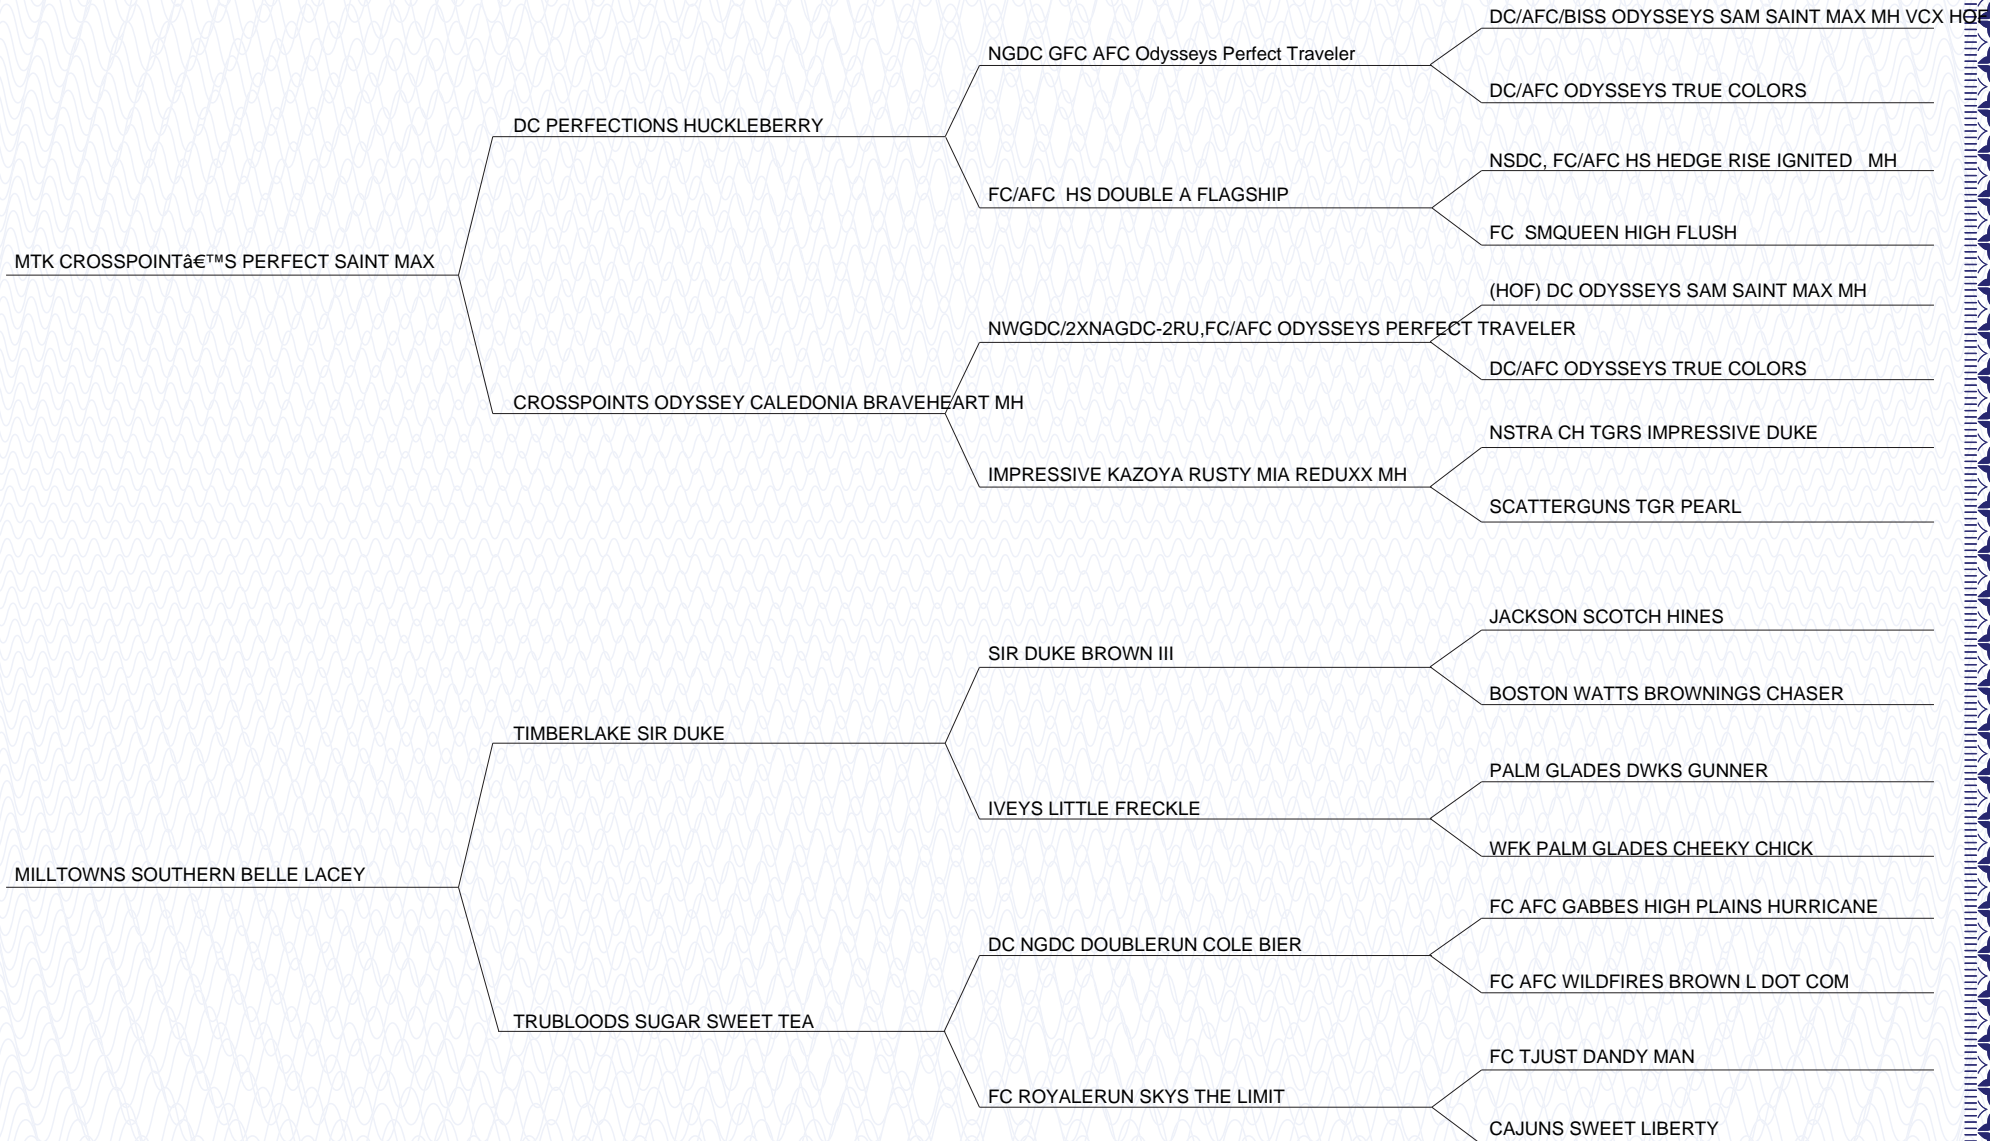 DC/AFC/BISS ODYSSEYS SAM SAINT MAX MH VCX HOF
NGDC GFC AFC Odysseys Perfect Traveler
DC/AFC ODYSSEYS TRUE COLORS
DC PERFECTIONS HUCKLEBERRY
NSDC, FC/AFC HS HEDGE RISE IGNITED   MH
FC/AFC  HS DOUBLE A FLAGSHIP
FC  SMQUEEN HIGH FLUSH
MTK CROSSPOINTâ€™S PERFECT SAINT MAX
(HOF) DC ODYSSEYS SAM SAINT MAX MH
NWGDC/2XNAGDC-2RU,FC/AFC ODYSSEYS PERFECT TRAVELER
DC/AFC ODYSSEYS TRUE COLORS
CROSSPOINTS ODYSSEY CALEDONIA BRAVEHEART MH
NSTRA CH TGRS IMPRESSIVE DUKE
IMPRESSIVE KAZOYA RUSTY MIA REDUXX MH
SCATTERGUNS TGR PEARL
JACKSON SCOTCH HINES
SIR DUKE BROWN III
BOSTON WATTS BROWNINGS CHASER
TIMBERLAKE SIR DUKE
PALM GLADES DWKS GUNNER
IVEYS LITTLE FRECKLE
WFK PALM GLADES CHEEKY CHICK
MILLTOWNS SOUTHERN BELLE LACEY
FC AFC GABBES HIGH PLAINS HURRICANE
DC NGDC DOUBLERUN COLE BIER
FC AFC WILDFIRES BROWN L DOT COM
TRUBLOODS SUGAR SWEET TEA
FC TJUST DANDY MAN
FC ROYALERUN SKYS THE LIMIT
CAJUNS SWEET LIBERTY